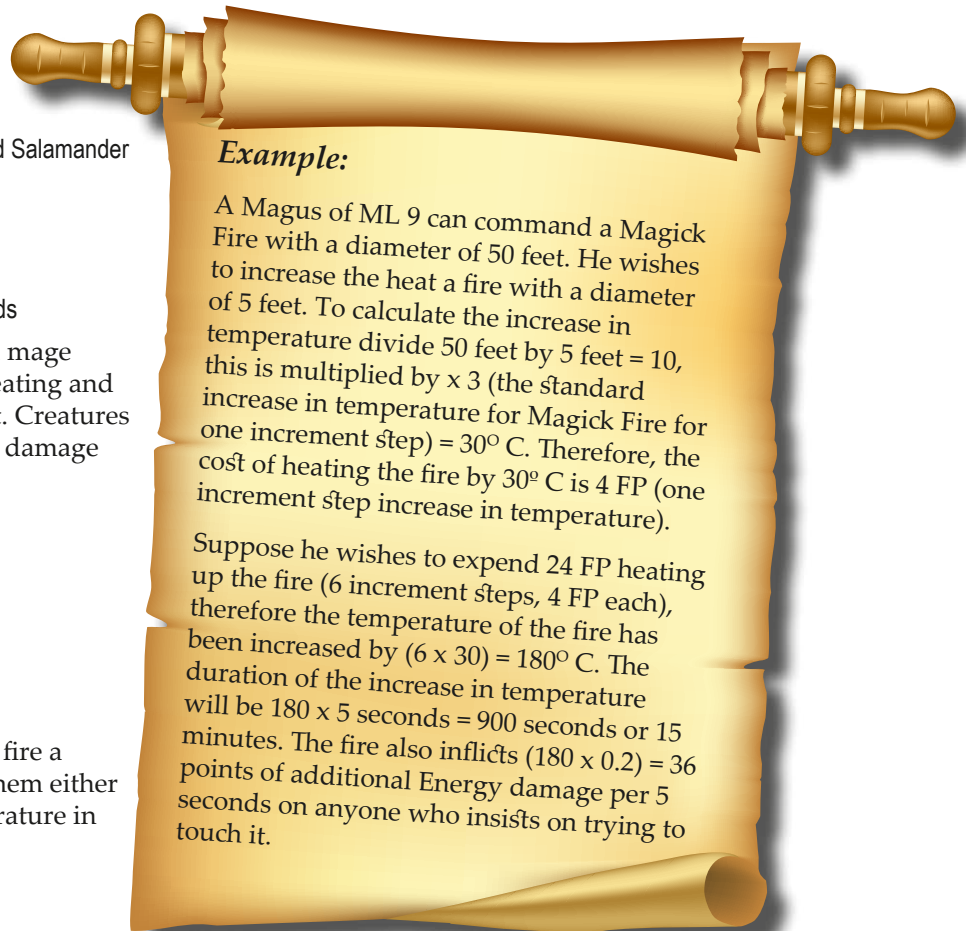 d Salamander
ds
mage
eating and
. Creatures
damage
fire a
hem either
rature in
Example:
A Magus of ML 9 can command a Magick
Fire with a diameter of 50 feet. He wishes
to increase the heat a fire with a diameter
of 5 feet. To calculate the increase in
temperature divide 50 feet by 5 feet = 10,
this is multiplied by x 3 (the standard
increase in temperature for Magick Fire for
one increment step) = 30ᴼ C. Therefore, the
cost of heating the fire by 30º C is 4 FP (one
increment step increase in temperature).
Suppose he wishes to expend 24 FP heating
up the fire (6 increment steps, 4 FP each),
therefore the temperature of the fire has
been increased by (6 x 30) = 180ᴼ C. The
duration of the increase in temperature
will be 180 x 5 seconds = 900 seconds or 15
minutes. The fire also inflicts (180 x 0.2) = 36
points of additional Energy damage per 5
seconds on anyone who insists on trying to
touch it.